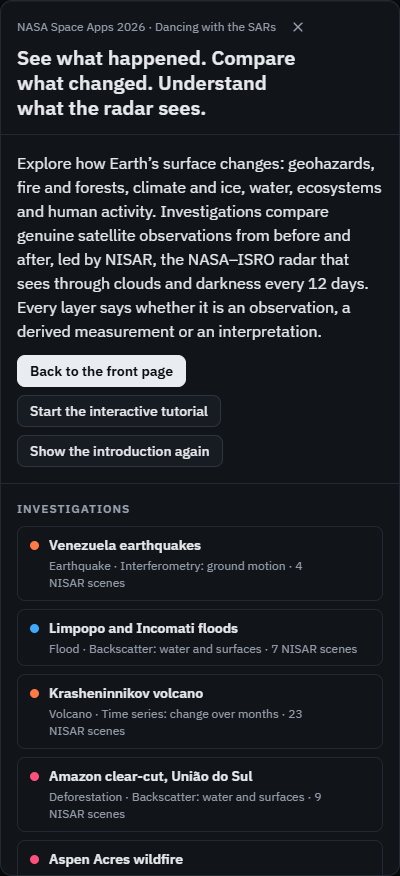 NASA Space Apps 2026 · Dancing with the SARs ×
See what happened. Compare
what changed. Understand
what the radar sees.
Explore how Earth's surface changes: geohazards,
fire and forests, climate and ice, water, ecosystems
and human activity. Investigations compare
genuine satellite observations from before and
after, led by NISAR, the NASA–ISRO radar that
sees through clouds and darkness every 12 days.
Every layer says whether it is an observation, a
derived measurement or an interpretation.
Back to the front page
Start the interactive tutorial
Show the introduction again
INVESTIGATIONS
Venezuela earthquakes
Earthquake · Interferometry: ground motion · 4
NISAR scenes
Limpopo and Incomati floods
Flood · Backscatter: water and surfaces · 7 NISAR scenes
Krasheninnikov volcano
Volcano · Time series: change over months · 23
NISAR scenes
Amazon clear-cut, União do Sul
Deforestation · Backscatter: water and surfaces · 9
NISAR scenes
Aspen Acres wildfire